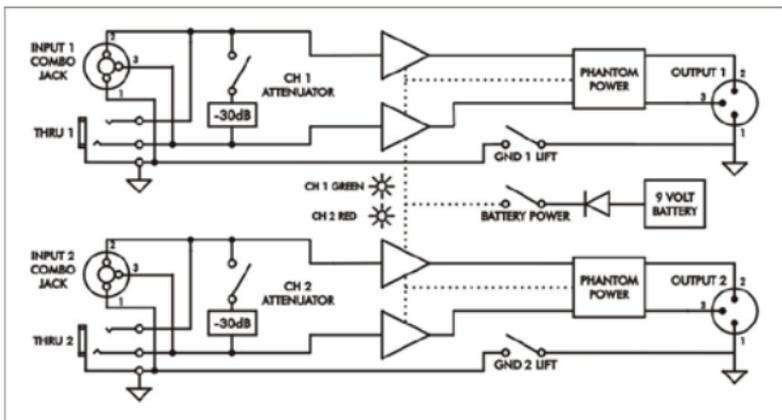 INPUT 1
COMBO
JACK
2
3
1
THRU 1
CH 1
ATTENUATOR
-30dB
PHANTOM
POWER
OUTPUT 1
2
3
1
GND 1 LIFT
CH 1 GREEN
CH 2 RED
BATTERY POWER
9 VOLT
BATTERY
INPUT 2
COMBO
JACK
2
3
1
THRU 2
CH 2
ATTENUATOR
-30dB
PHANTOM
POWER
OUTPUT 2
2
3
1
GND 2 LIFT